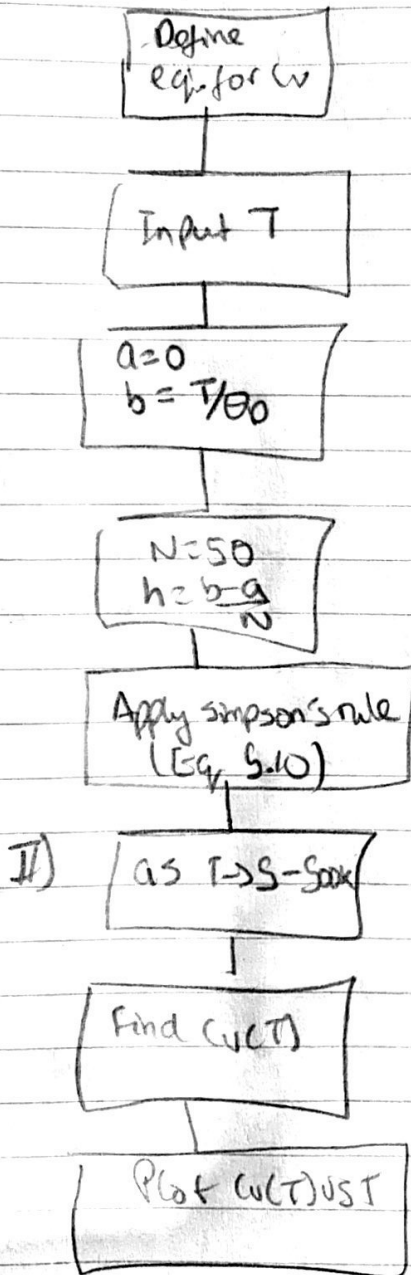 Define
eq. for Cv
Input T
a=0
b = T/θD
N=50
h = b-a
N
Apply simpson's rule
(Eq 5.10)
II)
as T→5-500K
Find Cv(T)
Plot Cv(T) vs T